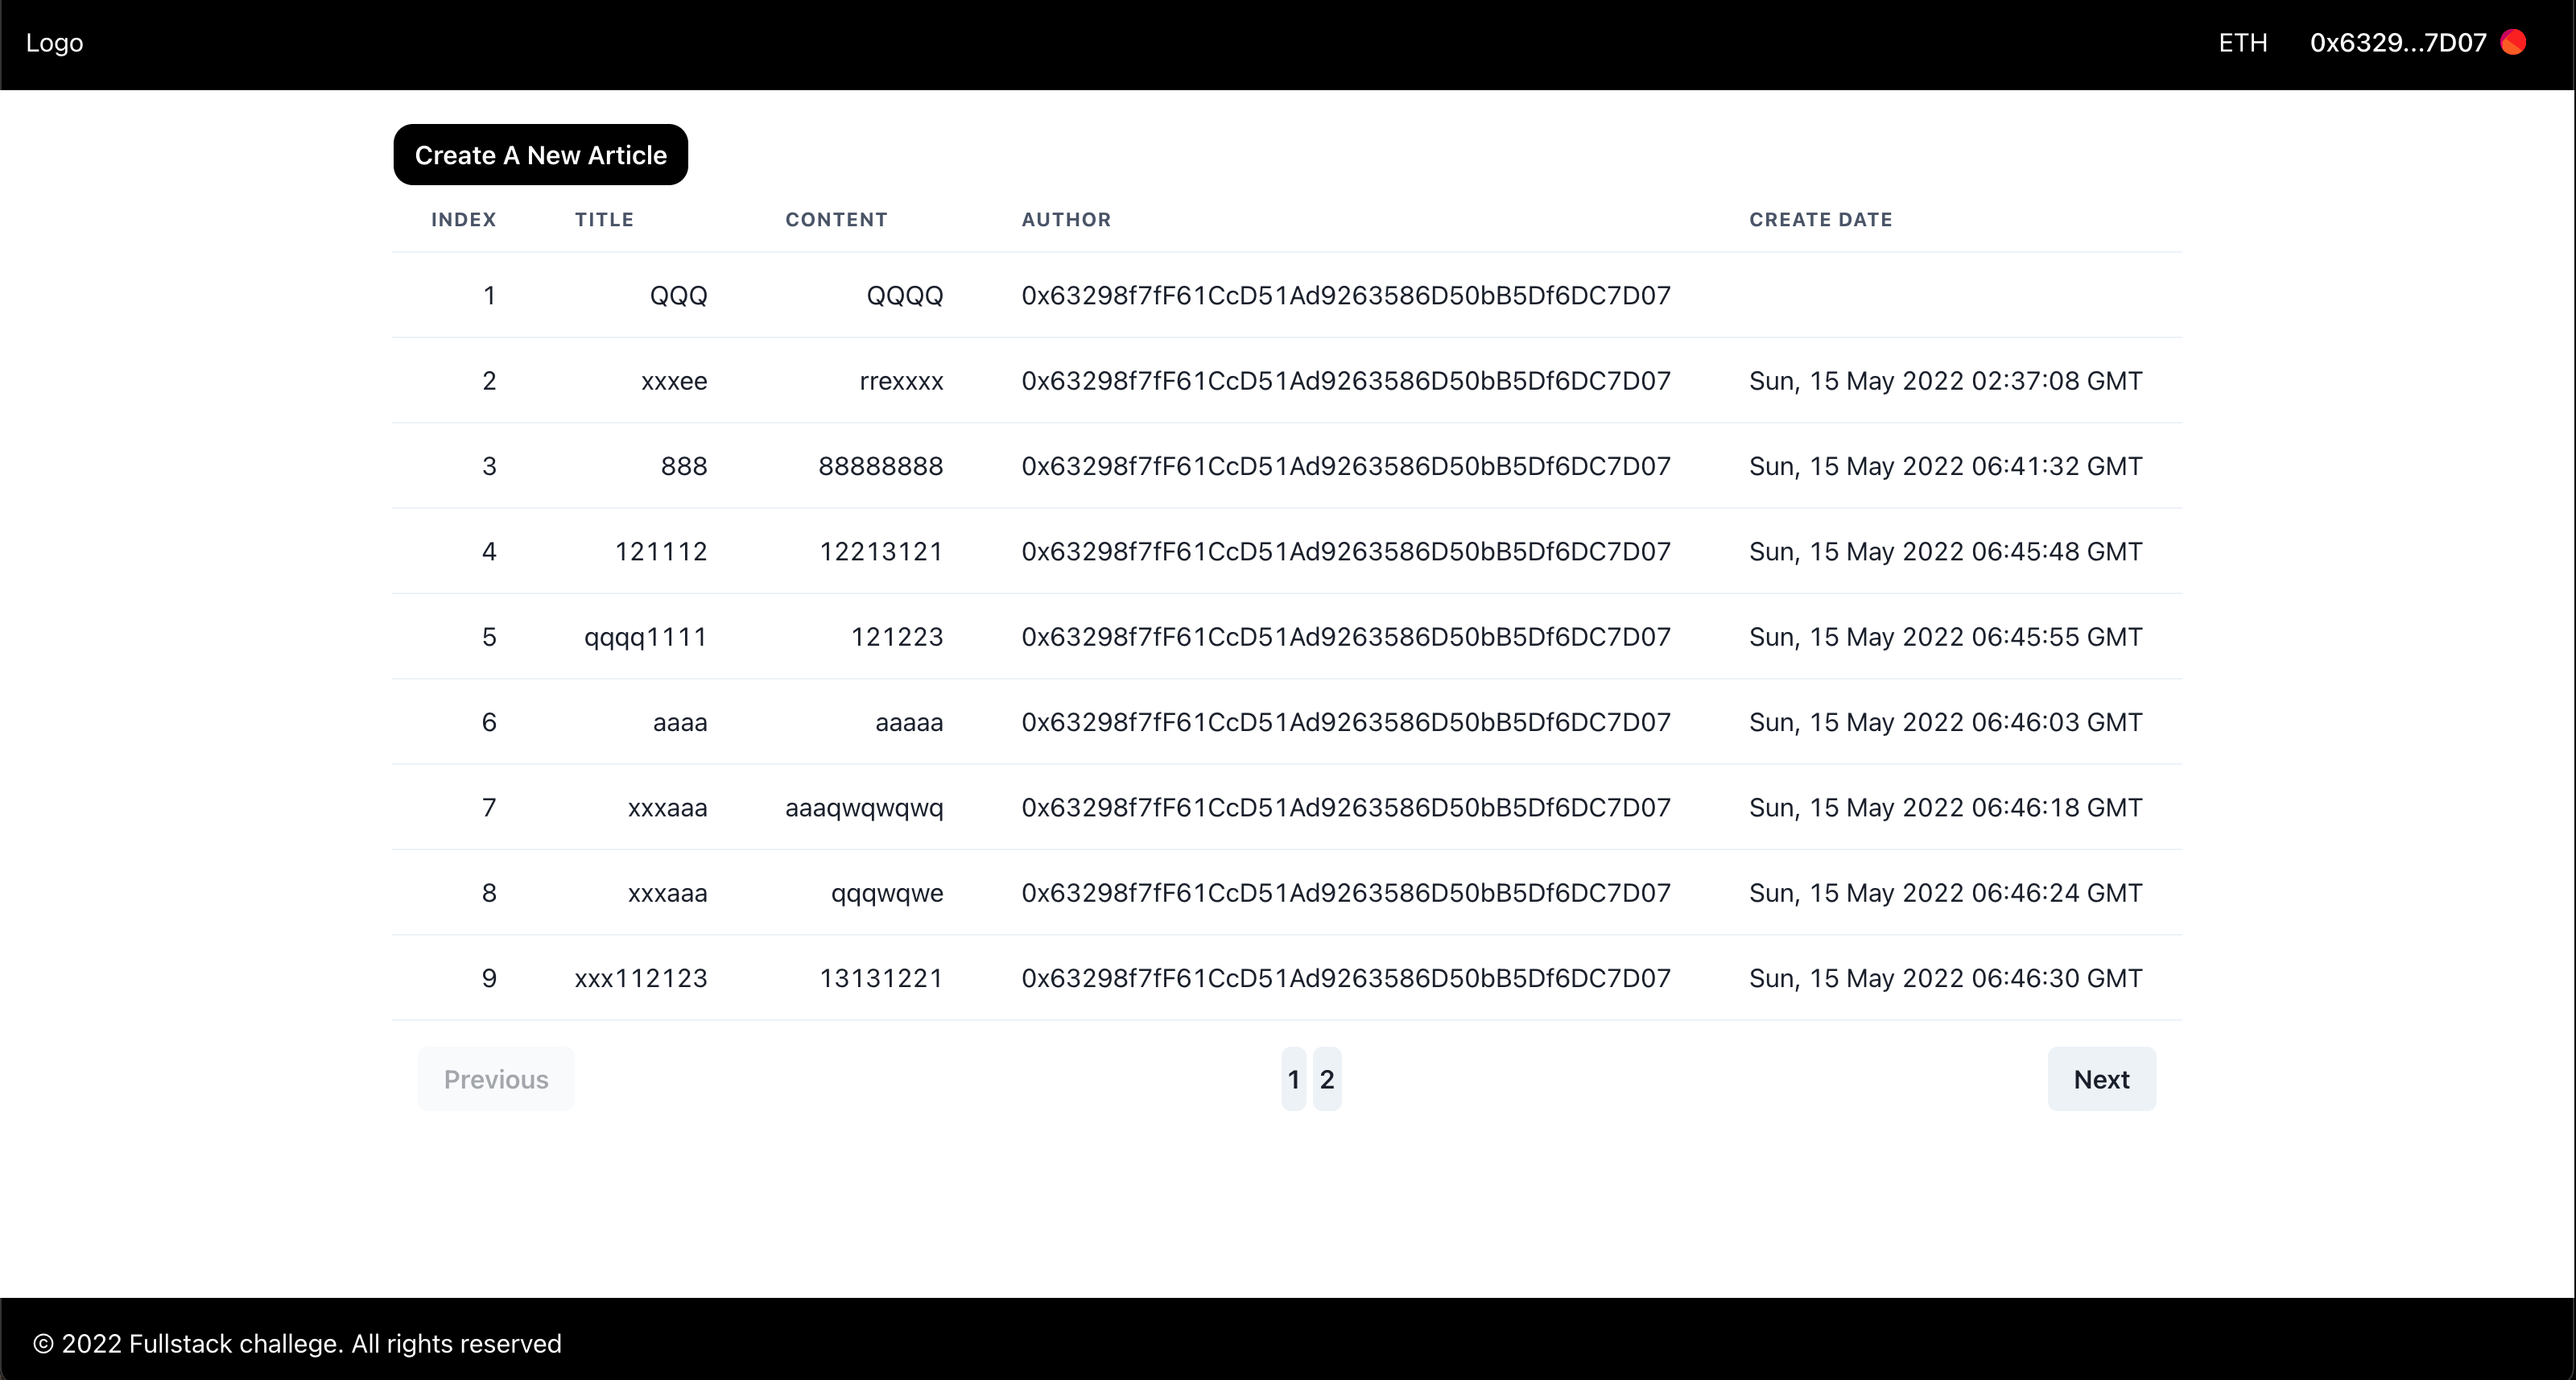 Logo ETH 0x6329...7D07
Create A New Article
INDEX TITLE CONTENT AUTHOR CREATE DATE
1 QQQ QQQQ 0x63298f7fF61CcD51Ad9263586D50bB5Df6DC7D07
2 xxxee rrexxxx 0x63298f7fF61CcD51Ad9263586D50bB5Df6DC7D07 Sun, 15 May 2022 02:37:08 GMT
3 888 88888888 0x63298f7fF61CcD51Ad9263586D50bB5Df6DC7D07 Sun, 15 May 2022 06:41:32 GMT
4 121112 12213121 0x63298f7fF61CcD51Ad9263586D50bB5Df6DC7D07 Sun, 15 May 2022 06:45:48 GMT
5 qqqq1111 121223 0x63298f7fF61CcD51Ad9263586D50bB5Df6DC7D07 Sun, 15 May 2022 06:45:55 GMT
6 aaaa aaaaa 0x63298f7fF61CcD51Ad9263586D50bB5Df6DC7D07 Sun, 15 May 2022 06:46:03 GMT
7 xxxaaa aaaqwqwqwq 0x63298f7fF61CcD51Ad9263586D50bB5Df6DC7D07 Sun, 15 May 2022 06:46:18 GMT
8 xxxaaa qqqwqwe 0x63298f7fF61CcD51Ad9263586D50bB5Df6DC7D07 Sun, 15 May 2022 06:46:24 GMT
9 xxx112123 13131221 0x63298f7fF61CcD51Ad9263586D50bB5Df6DC7D07 Sun, 15 May 2022 06:46:30 GMT
Previous 1 2 Next
© 2022 Fullstack challege. All rights reserved